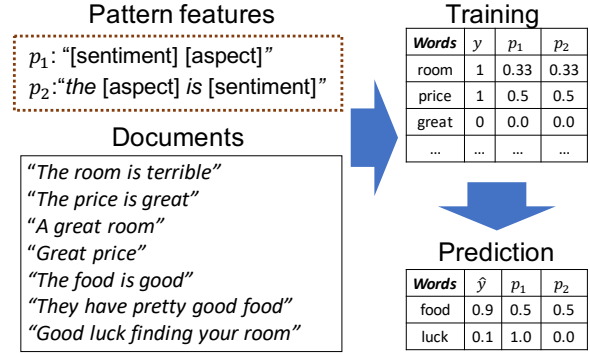 Pattern features
p₁: “[sentiment] [aspect]”
p₂:“the [aspect] is [sentiment]”
Documents
“The room is terrible”
“The price is great”
“A great room”
“Great price”
“The food is good”
“They have pretty good food”
“Good luck finding your room”
Training
Words y p₁ p₂
room 1 0.33 0.33
price 1 0.5 0.5
great 0 0.0 0.0
... ... ... ...
Prediction
Words ŷ p₁ p₂
food 0.9 0.5 0.5
luck 0.1 1.0 0.0